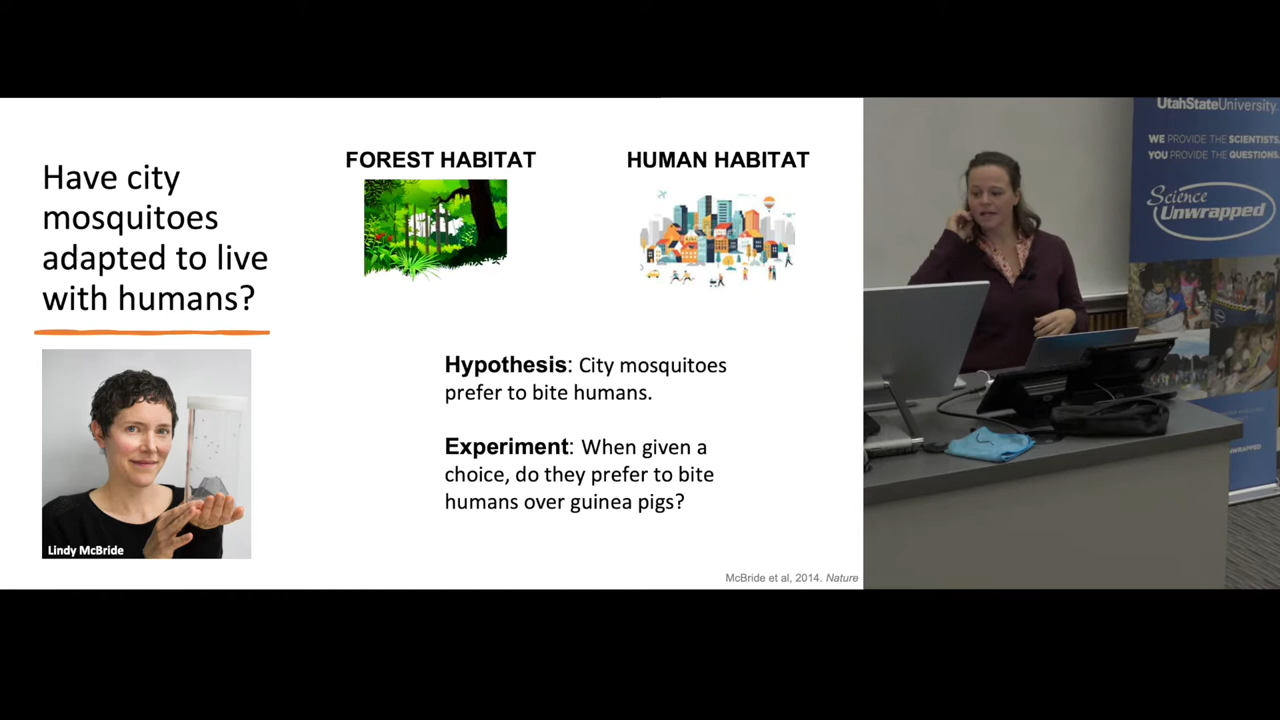 Have city
mosquitoes
adapted to live
with humans?
FOREST HABITAT
HUMAN HABITAT
Hypothesis: City mosquitoes
prefer to bite humans.
Experiment: When given a
choice, do they prefer to bite
humans over guinea pigs?
Lindy McBride
McBride et al, 2014. Nature
UtahStateUniversity
WE PROVIDE THE SCIENTISTS.
YOU PROVIDE THE QUESTIONS.
Science
Unwrapped